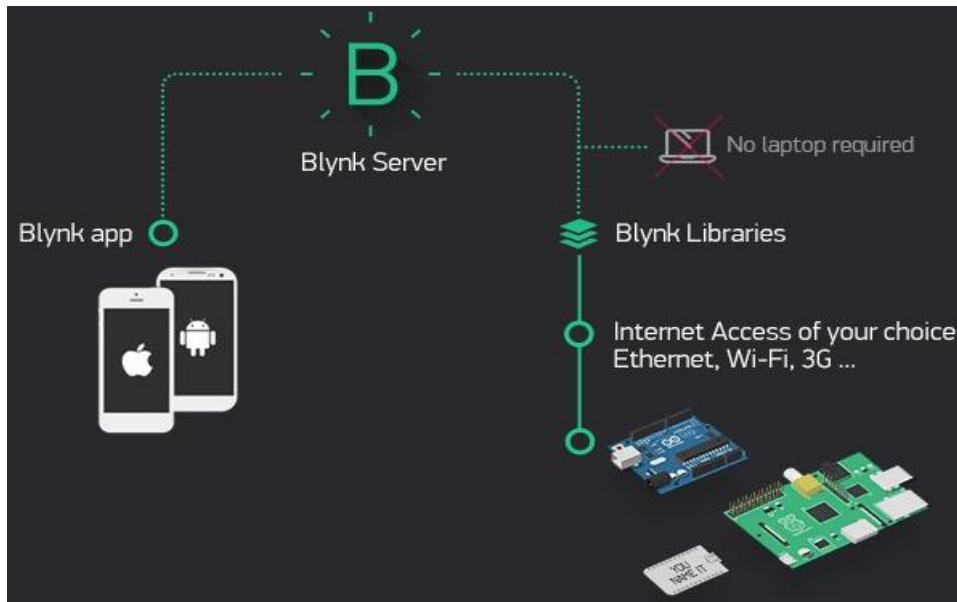 B
Blynk Server
No laptop required
Blynk app
Blynk Libraries
Internet Access of your choice
Ethernet, Wi-Fi, 3G ...
YOU
NAME IT